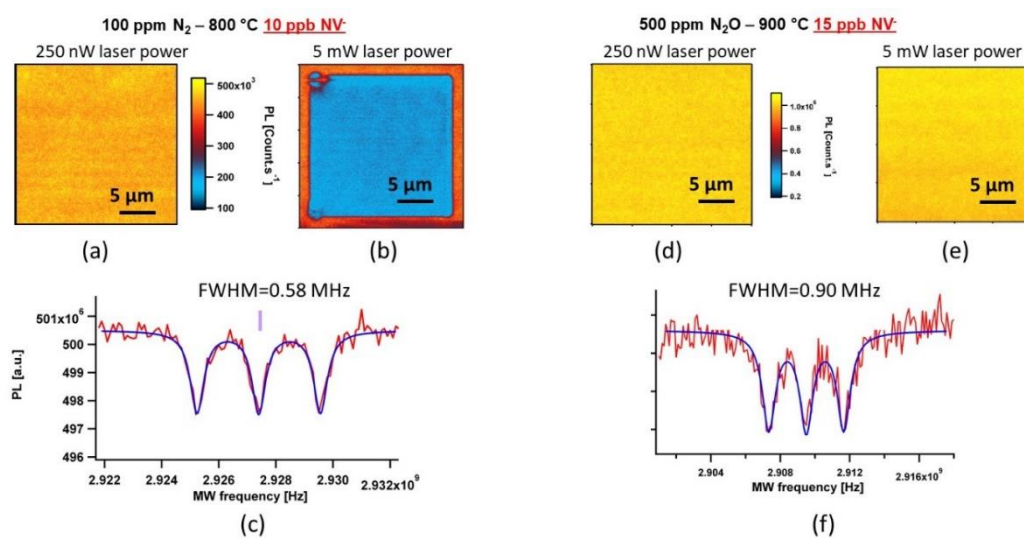 100 ppm N₂ – 800 °C 10 ppb NV⁻
250 nW laser power
5 mW laser power
500x10³
400
300
200
100
PL [Count.s⁻¹]
5 µm
5 µm
(a)
(b)
500 ppm N₂O – 900 °C 15 ppb NV⁻
250 nW laser power
5 mW laser power
1.0x10⁶
0.8
0.6
0.4
0.2
PL [Count.s⁻¹]
5 µm
5 µm
(d)
(e)
FWHM=0.58 MHz
501x10⁶
500
499
498
497
496
PL [a.u.]
2.922
2.924
2.926
2.928
2.930
2.932x10⁹
MW frequency [Hz]
(c)
FWHM=0.90 MHz
2.904
2.908
2.912
2.916x10⁹
MW frequency [Hz]
(f)